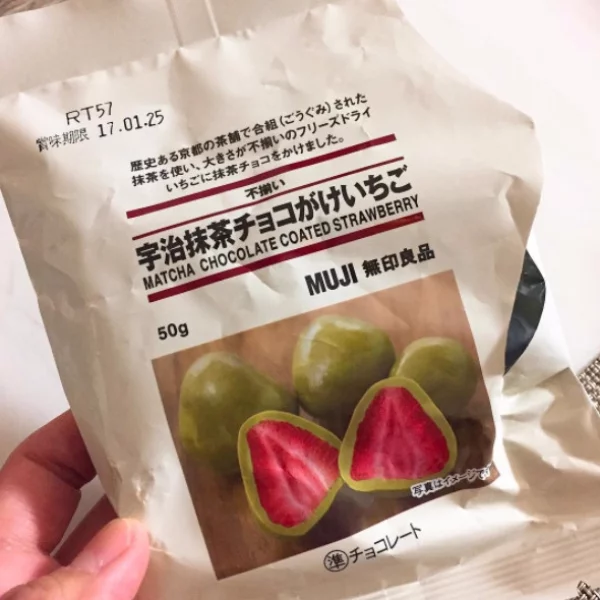 RT57
賞味期限 17.01.25
歴史ある京都の茶舗で合組(ごうぐみ)された
抹茶を使い、大きさが不揃いのフリーズドライ
いちごに抹茶チョコをかけました。
不揃い
宇治抹茶チョコがけいちご
MATCHA CHOCOLATE COATED STRAWBERRY
MUJI 無印良品
50g
写真はイメージで
準 チョコレート